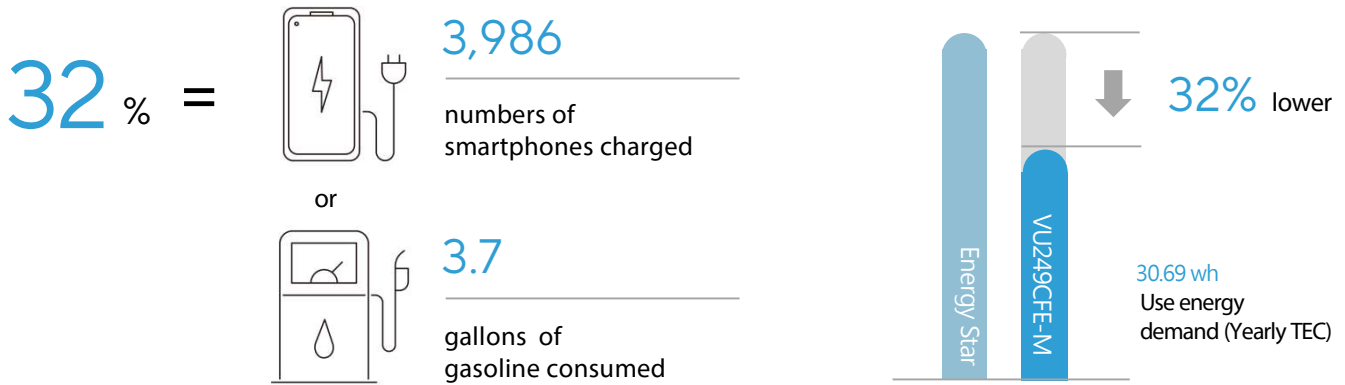 32 %
=
3,986
numbers of
smartphones charged
or
3.7
gallons of
gasoline consumed
Energy Star
VU249CFE-M
32% lower
30.69 wh
Use energy
demand (Yearly TEC)